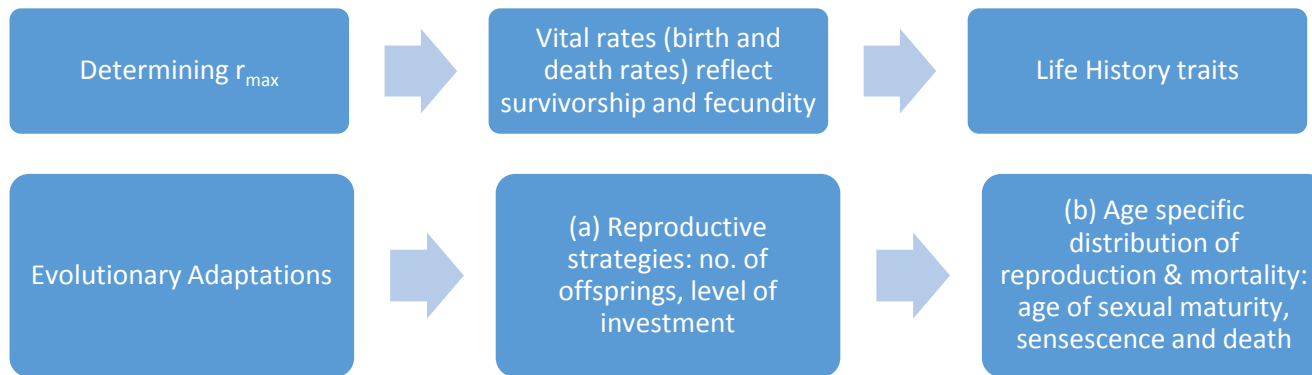 Determining rmax
Vital rates (birth and
death rates) reflect
survivorship and fecundity
Life History traits
Evolutionary Adaptations
(a) Reproductive
strategies: no. of
offsprings, level of
investment
(b) Age specific
distribution of
reproduction & mortality:
age of sexual maturity,
sensescence and death